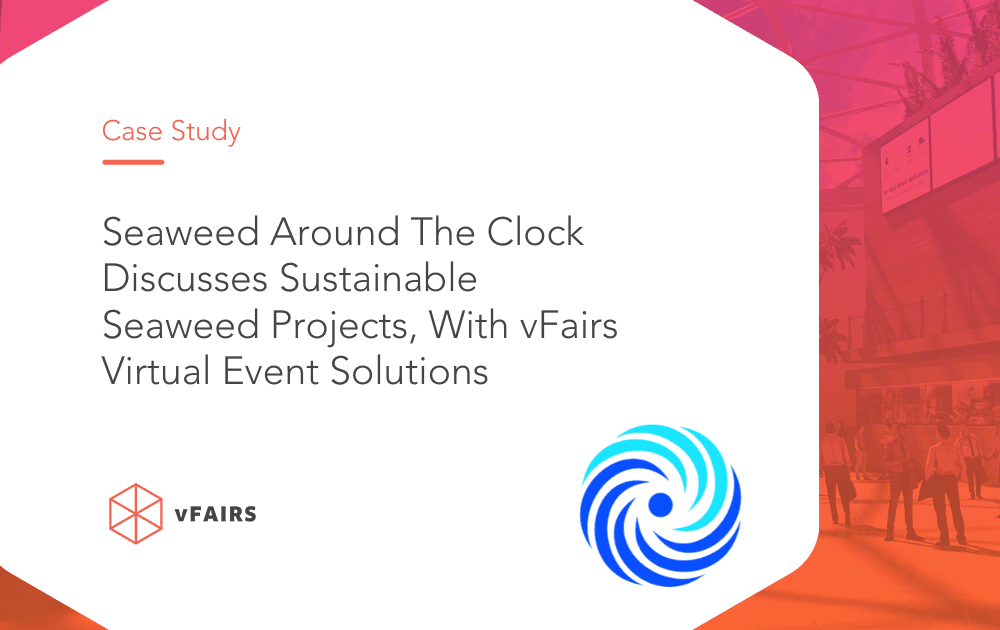 Case Study
Seaweed Around The Clock
Discusses Sustainable
Seaweed Projects, With vFairs
Virtual Event Solutions
vFAIRS